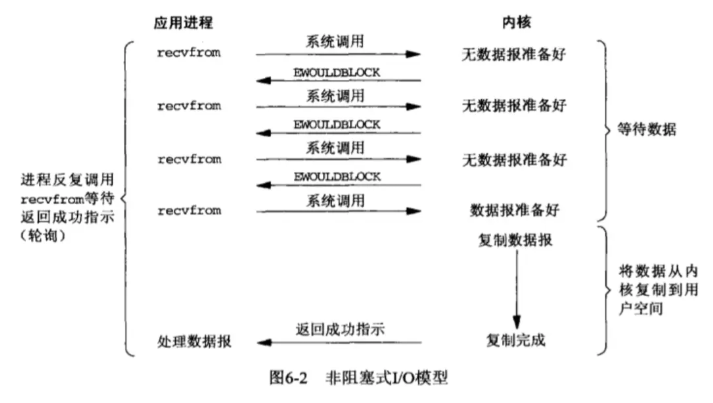 应用进程
内核
recvfrom
系统调用
无数据报准备好
EWOULDBLOCK
recvfrom
系统调用
无数据报准备好
EWOULDBLOCK
recvfrom
系统调用
无数据报准备好
EWOULDBLOCK
recvfrom
系统调用
数据报准备好
等待数据
进程反复调用
recvfrom等待
返回成功指示
(轮询)
复制数据报
将数据从内
核复制到用
户空间
处理数据报
返回成功指示
复制完成
图6-2 非阻塞式I/O模型